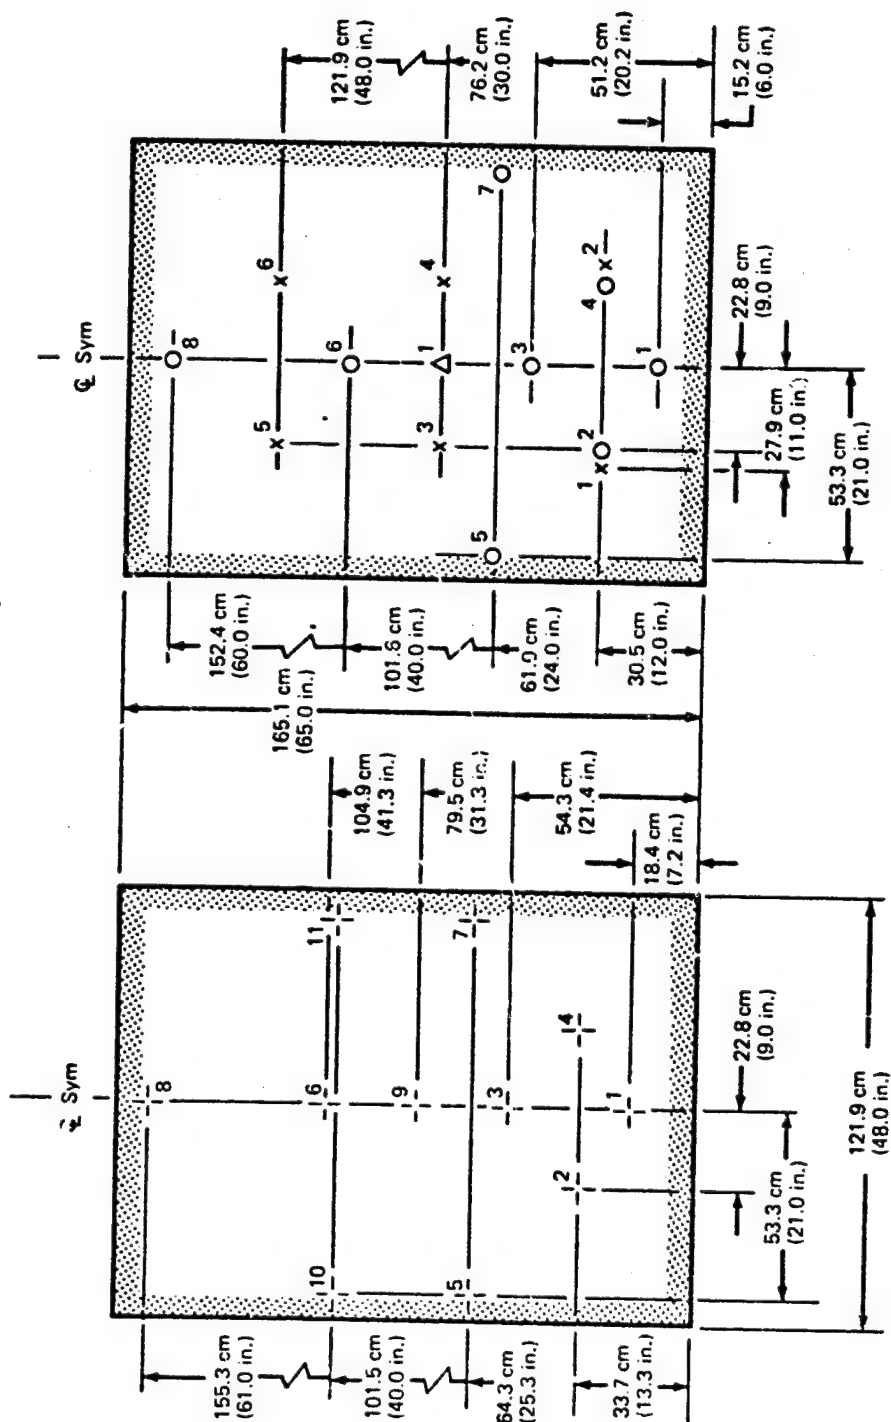 121.9 cm
(48.0 in.)
76.2 cm
(30.0 in.)
51.2 cm
(20.2 in.)
15.2 cm
(6.0 in.)
℄ Sym
8
6
5
6
1
4
3
3
7
5
4
2
2
1
1
22.8 cm
(9.0 in.)
27.9 cm
(11.0 in.)
53.3 cm
(21.0 in.)
152.4 cm
(60.0 in.)
101.6 cm
(40.0 in.)
61.0 cm
(24.0 in.)
30.5 cm
(12.0 in.)
165.1 cm
(65.0 in.)
104.9 cm
(41.3 in.)
79.5 cm
(31.3 in.)
54.3 cm
(21.4 in.)
18.4 cm
(7.2 in.)
℄ Sym
8
11
6
10
9
7
3
5
4
2
1
22.8 cm
(9.0 in.)
53.3 cm
(21.0 in.)
121.9 cm
(48.0 in.)
155.3 cm
(61.0 in.)
101.5 cm
(40.0 in.)
64.3 cm
(25.3 in.)
33.7 cm
(13.3 in.)